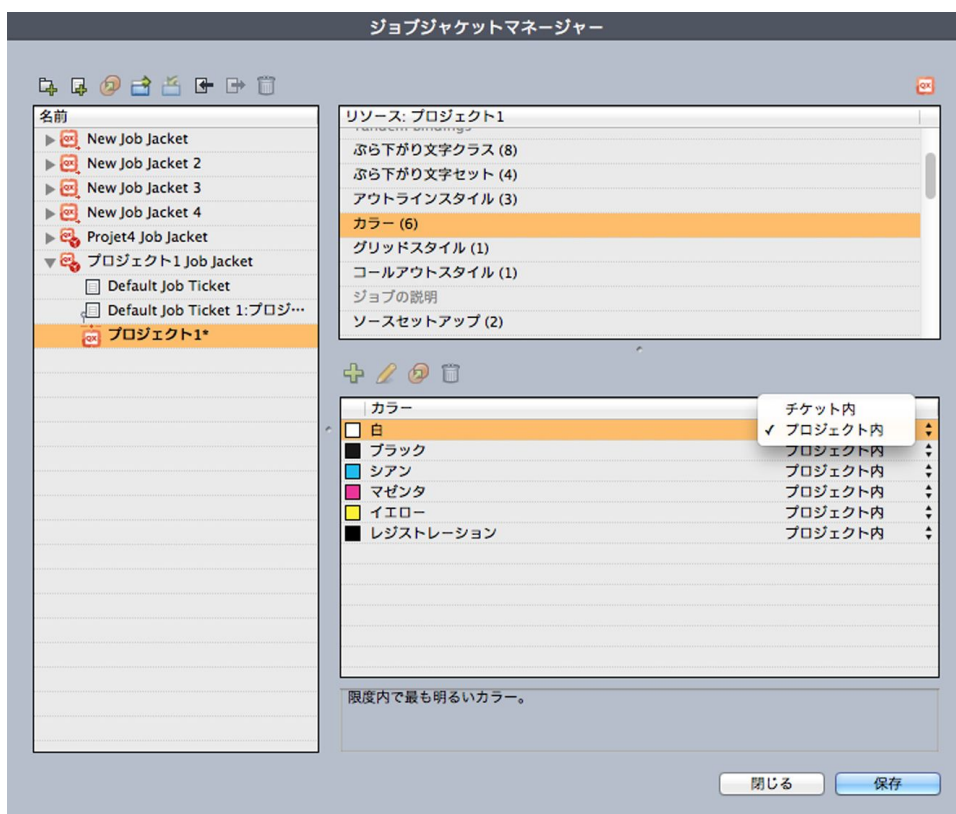 ジョブジャケットマネージャー
名前
New Job Jacket
New Job Jacket 2
New Job Jacket 3
New Job Jacket 4
Projet4 Job Jacket
プロジェクト1 Job Jacket
Default Job Ticket
Default Job Ticket 1:プロジ…
プロジェクト1*
リソース: プロジェクト1
ぶら下がり文字クラス (8)
ぶら下がり文字セット (4)
アウトラインスタイル (3)
カラー (6)
グリッドスタイル (1)
コールアウトスタイル (1)
ジョブの説明
ソースセットアップ (2)
カラー
チケット内
白 ✓ プロジェクト内
ブラック プロジェクト内
シアン プロジェクト内
マゼンタ プロジェクト内
イエロー プロジェクト内
レジストレーション プロジェクト内
限度内で最も明るいカラー。
閉じる 保存